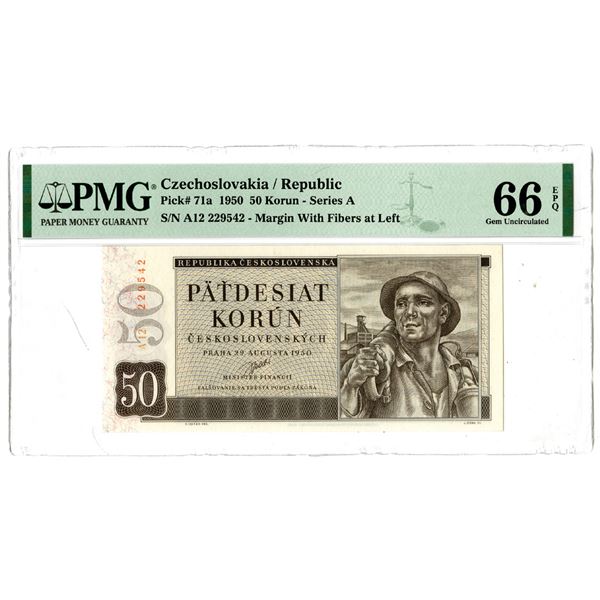 PMG®
PAPER MONEY GUARANTY
Czechoslovakia / Republic
Pick# 71a 1950 50 Korun - Series A
S/N A12 229542 - Margin With Fibers at Left
66 EPQ
Gem Uncirculated
50
A12 229542
REPUBLIKA ČESKOSLOVENSKÁ
PÄŤDESIAT
KORÚN
ČESKOSLOVENSKÝCH
PRAHA 29. AUGUSTA 1950
MINISTER FINANCIÍ
FALŠOVANIE SA TRESTÁ PODĽA ZÁKONA
50